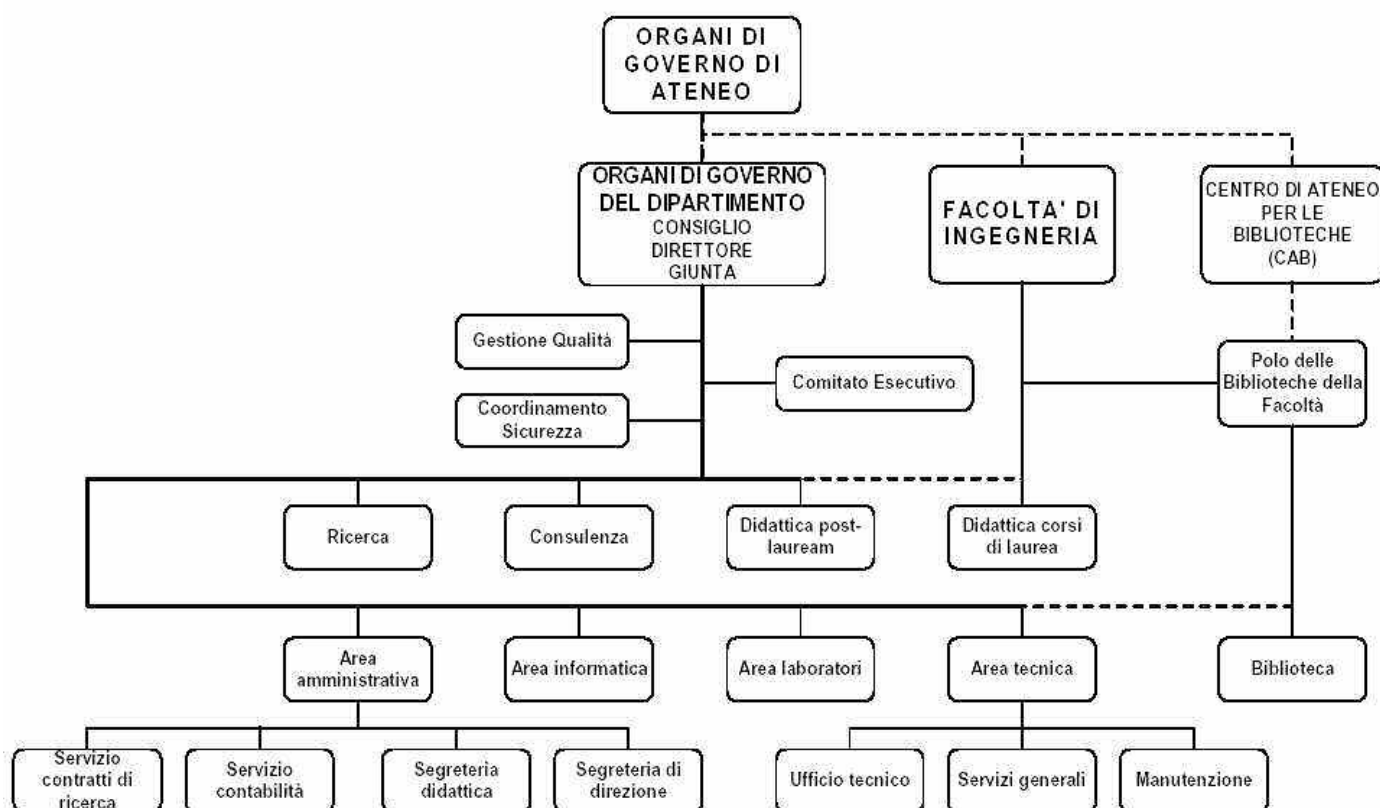 ORGANI DI
GOVERNO DI
ATENEO
ORGANI DI GOVERNO
DEL DIPARTIMENTO
CONSIGLIO
DIRETTORE
GIUNTA
FACOLTA' DI
INGEGNERIA
CENTRO DI ATENEO
PER LE
BIBLIOTECHE
(CAB)
Gestione Qualità
Comitato Esecutivo
Polo delle
Biblioteche della
Facoltà
Coordinamento
Sicurezza
Ricerca
Consulenza
Didattica post-
lauream
Didattica corsi
di laurea
Area
amministrativa
Area informatica
Area laboratori
Area tecnica
Biblioteca
Servizio
contratti di
ricerca
Servizio
contabilità
Segreteria
didattica
Segreteria di
direzione
Ufficio tecnico
Servizi generali
Manutenzione